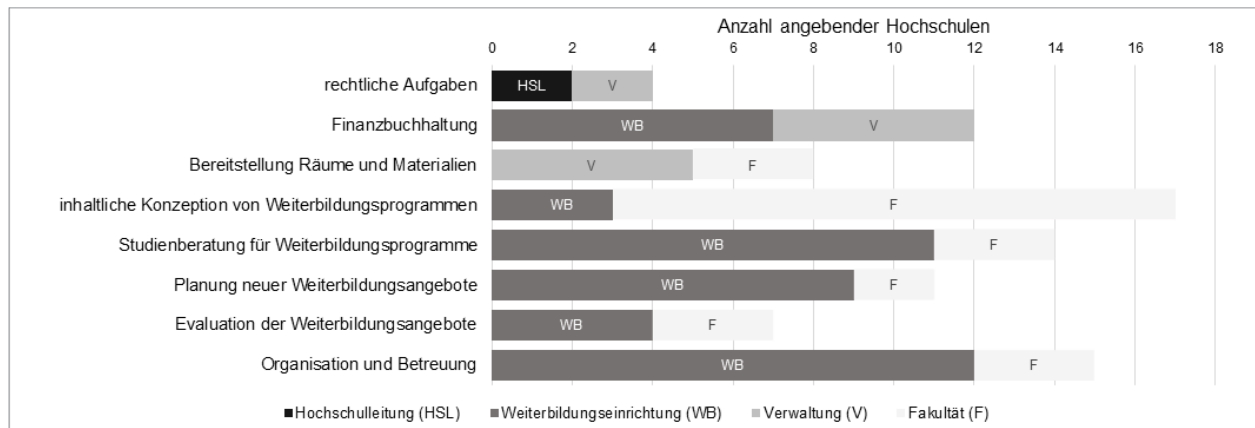 Anzahl angebender Hochschulen
0 2 4 6 8 10 12 14 16 18
rechtliche Aufgaben HSL V
Finanzbuchhaltung WB V
Bereitstellung Räume und Materialien V F
inhaltliche Konzeption von Weiterbildungsprogrammen WB F
Studienberatung für Weiterbildungsprogramme WB F
Planung neuer Weiterbildungsangebote WB F
Evaluation der Weiterbildungsangebote WB F
Organisation und Betreuung WB F
Hochschulleitung (HSL) Weiterbildungseinrichtung (WB) Verwaltung (V) Fakultät (F)